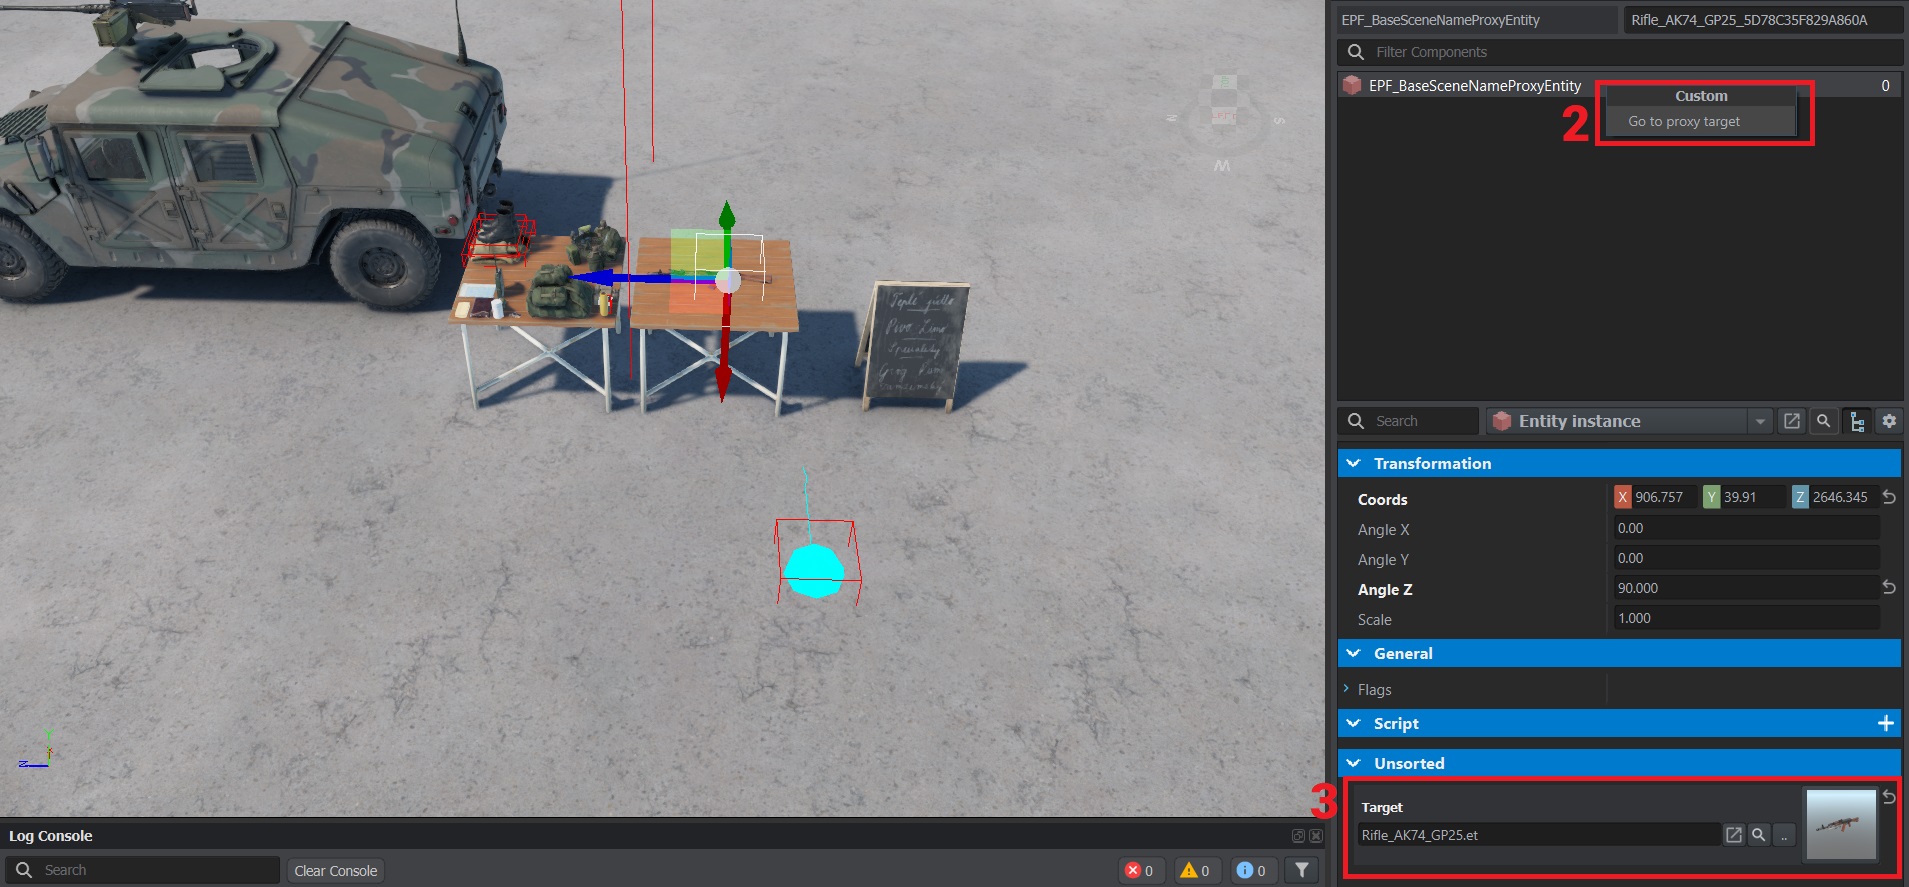 EPF_BaseSceneNameProxyEntity
Rifle_AK74_GP25_5D78C35F829A860A
Filter Components
EPF_BaseSceneNameProxyEntity
0
Custom
2
Go to proxy target
W
S
Search
Entity instance
Transformation
Coords
X 906.757
Y 39.91
Z 2646.345
Angle X
0.00
Angle Y
0.00
Angle Z
90.000
Scale
1.000
General
Flags
Script
Unsorted
3
Target
Rifle_AK74_GP25.et
..
Y
X
Z
Log Console
Search
Clear Console
0
0
0